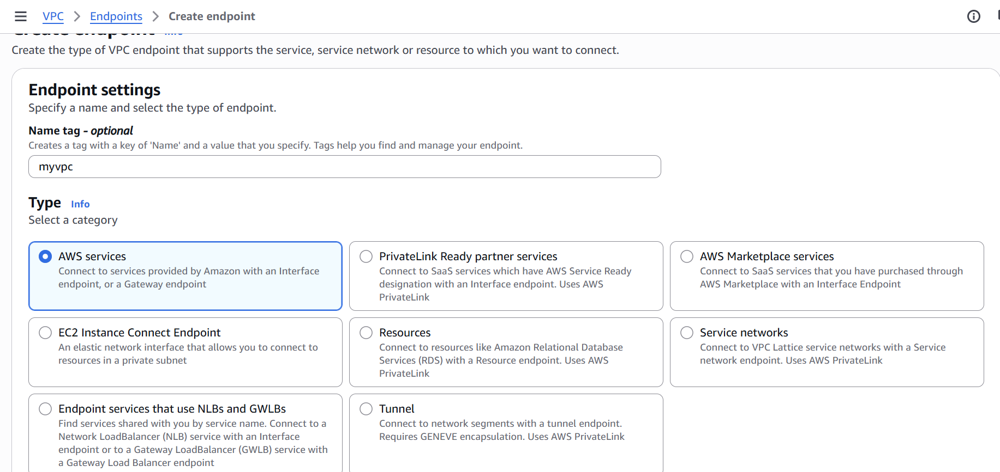 VPC > Endpoints > Create endpoint
Create endpoint Info
Create the type of VPC endpoint that supports the service, service network or resource to which you want to connect.
Endpoint settings
Specify a name and select the type of endpoint.
Name tag - optional
Creates a tag with a key of 'Name' and a value that you specify. Tags help you find and manage your endpoint.
myvpc
Type Info
Select a category
AWS services
Connect to services provided by Amazon with an Interface
endpoint, or a Gateway endpoint
PrivateLink Ready partner services
Connect to SaaS services which have AWS Service Ready
designation with an Interface endpoint. Uses AWS
PrivateLink
AWS Marketplace services
Connect to SaaS services that you have purchased through
AWS Marketplace with an Interface Endpoint
EC2 Instance Connect Endpoint
An elastic network interface that allows you to connect to
resources in a private subnet
Resources
Connect to resources like Amazon Relational Database
Services (RDS) with a Resource endpoint. Uses AWS
PrivateLink
Service networks
Connect to VPC Lattice service networks with a Service
network endpoint. Uses AWS PrivateLink
Endpoint services that use NLBs and GWLBs
Find services shared with you by service name. Connect to a
Network LoadBalancer (NLB) service with an Interface
endpoint or to a Gateway LoadBalancer (GWLB) service with
a Gateway Load Balancer endpoint
Tunnel
Connect to network segments with a tunnel endpoint.
Requires GENEVE encapsulation. Uses AWS PrivateLink